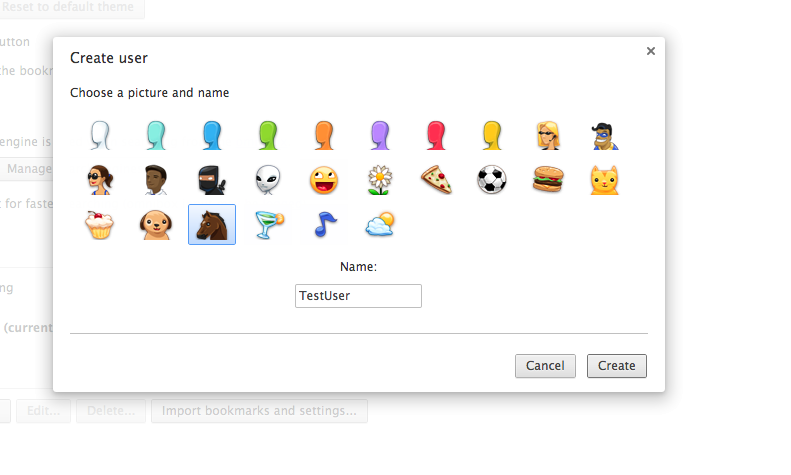 Reset to default theme
utton
Create user
the bookm
Choose a picture and name
engine is
Manage
t for faste
Name:
ng
TestUser
(current
Cancel
Create
Edit...
Delete...
Import bookmarks and settings...